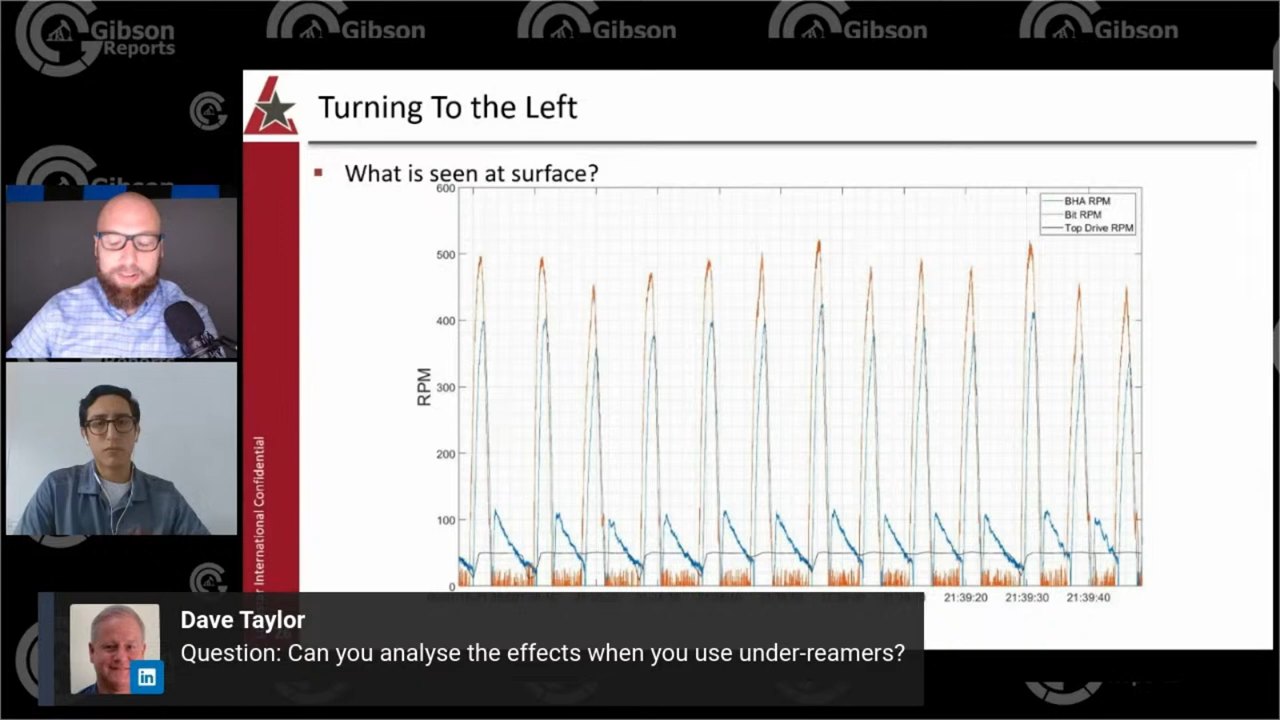 Gibson
Reports
Gibson
Gibson
Gibson
Gibson
Turning To the Left
What is seen at surface?
600
500
400
300
200
100
0
RPM
BHA RPM
Bit RPM
Top Drive RPM
21:39:20
21:39:30
21:39:40
International Confidential
Dave Taylor
Question: Can you analyse the effects when you use under-reamers?
in